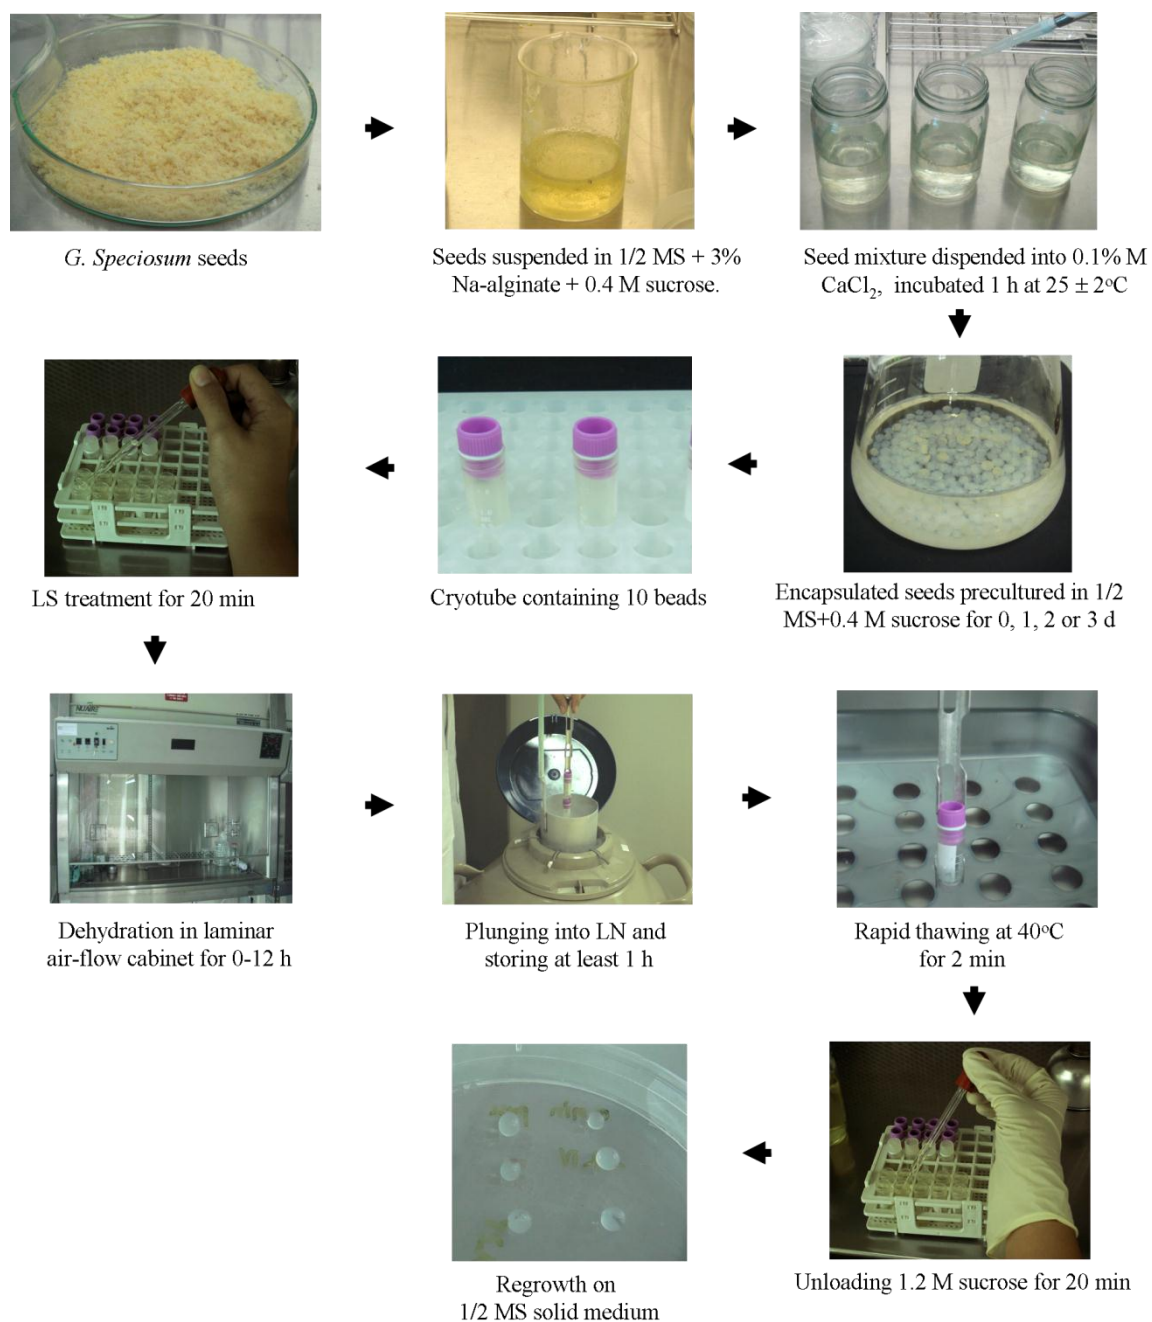 G. Speciosum seeds
Seeds suspended in 1/2 MS + 3%
Na-alginate + 0.4 M sucrose.
Seed mixture dispended into 0.1% M
CaCl₂, incubated 1 h at 25 ± 2°C
Encapsulated seeds precultured in 1/2
MS+0.4 M sucrose for 0, 1, 2 or 3 d
Cryotube containing 10 beads
LS treatment for 20 min
NUAIRE
Dehydration in laminar
air-flow cabinet for 0-12 h
Plunging into LN and
storing at least 1 h
Rapid thawing at 40°C
for 2 min
Unloading 1.2 M sucrose for 20 min
Regrowth on
1/2 MS solid medium